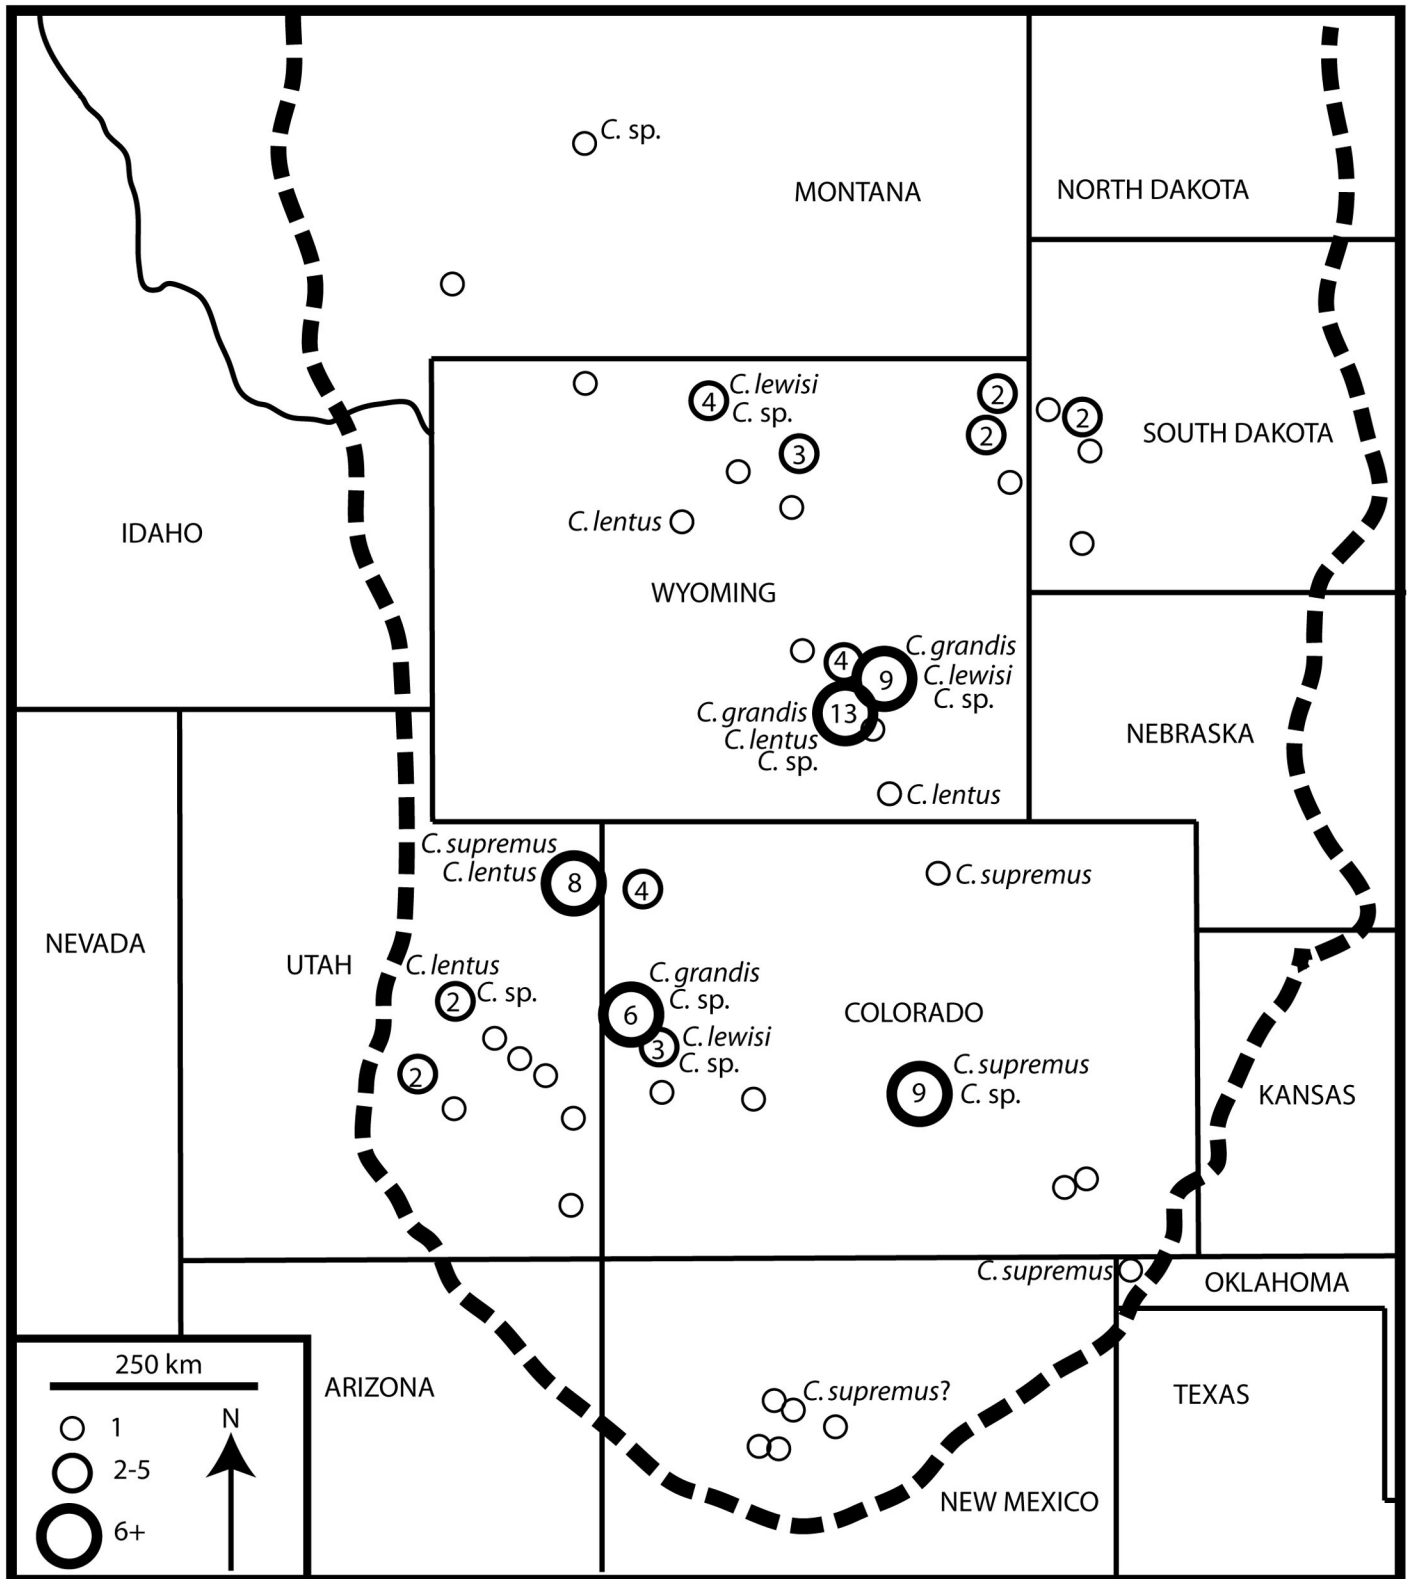 C. sp.
MONTANA
NORTH DAKOTA
4
C. lewisi
C. sp.
2
2
2
3
SOUTH DAKOTA
C. lentus
IDAHO
WYOMING
4
9
C. grandis
C. lewisi
C. sp.
13
C. grandis
C. lentus
C. sp.
NEBRASKA
C. lentus
C. supremus
C. lentus
8
4
C. supremus
NEVADA
UTAH
C. lentus
C. sp.
2
C. grandis
C. sp.
6
COLORADO
C. lewisi
C. sp.
3
2
C. supremus
C. sp.
9
KANSAS
C. supremus
OKLAHOMA
250 km
ARIZONA
C. supremus?
TEXAS
1
N
2-5
6+
NEW MEXICO